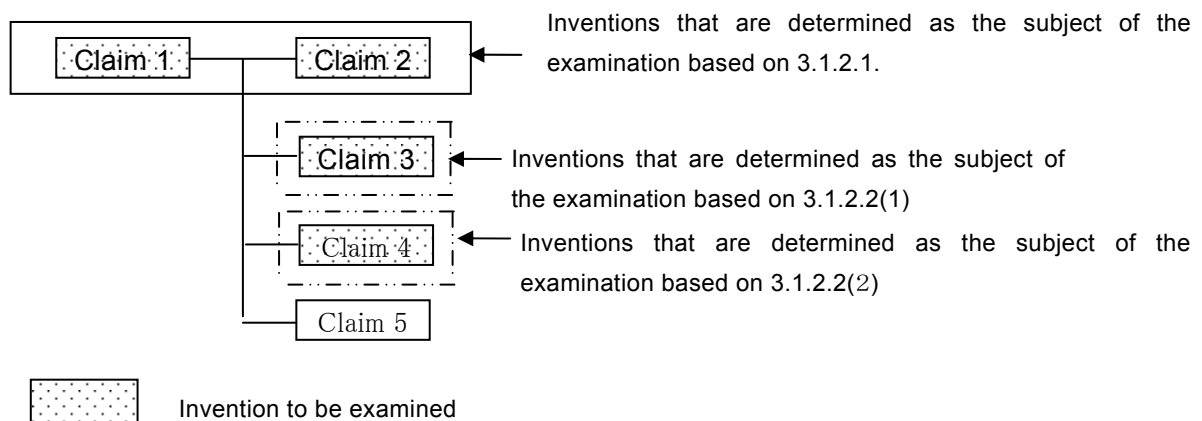 Inventions that are determined as the subject of the
examination based on 3.1.2.1.
Claim 1
Claim 2
Claim 3
Inventions that are determined as the subject of
the examination based on 3.1.2.2(1)
Claim 4
Inventions that are determined as the subject of the
examination based on 3.1.2.2(2)
Claim 5
Invention to be examined